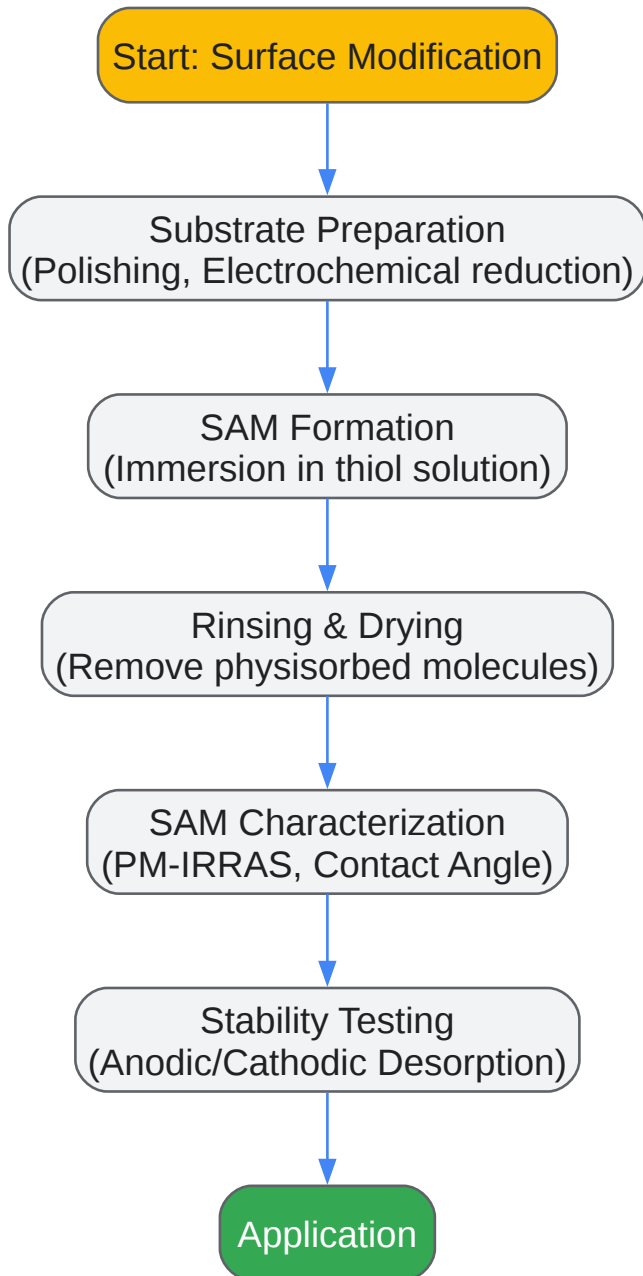 Start: Surface Modification
Substrate Preparation
(Polishing, Electrochemical reduction)
SAM Formation
(Immersion in thiol solution)
Rinsing & Drying
(Remove physisorbed molecules)
SAM Characterization
(PM-IRRAS, Contact Angle)
Stability Testing
(Anodic/Cathodic Desorption)
Application